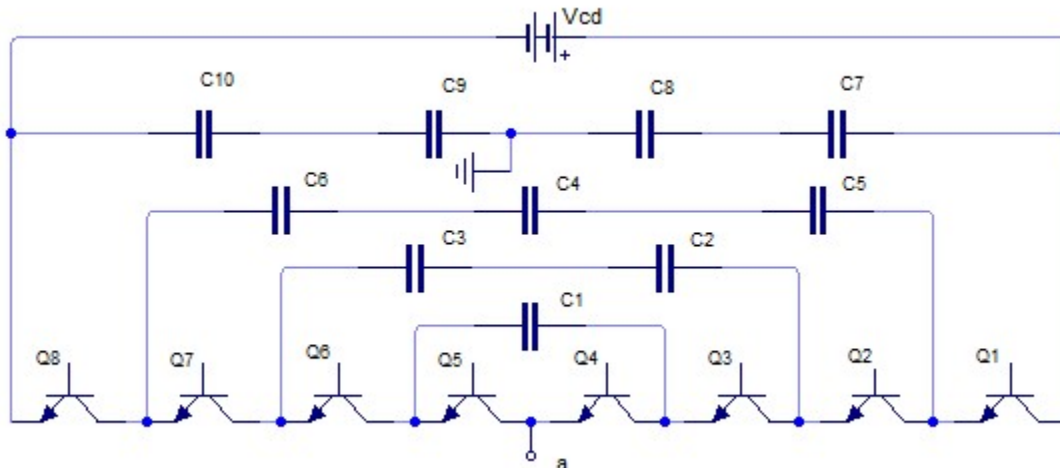 Vcd
+
C10 C9 C8 C7
C6 C4 C5
C3 C2
C1
Q8 Q7 Q6 Q5 Q4 Q3 Q2 Q1
a